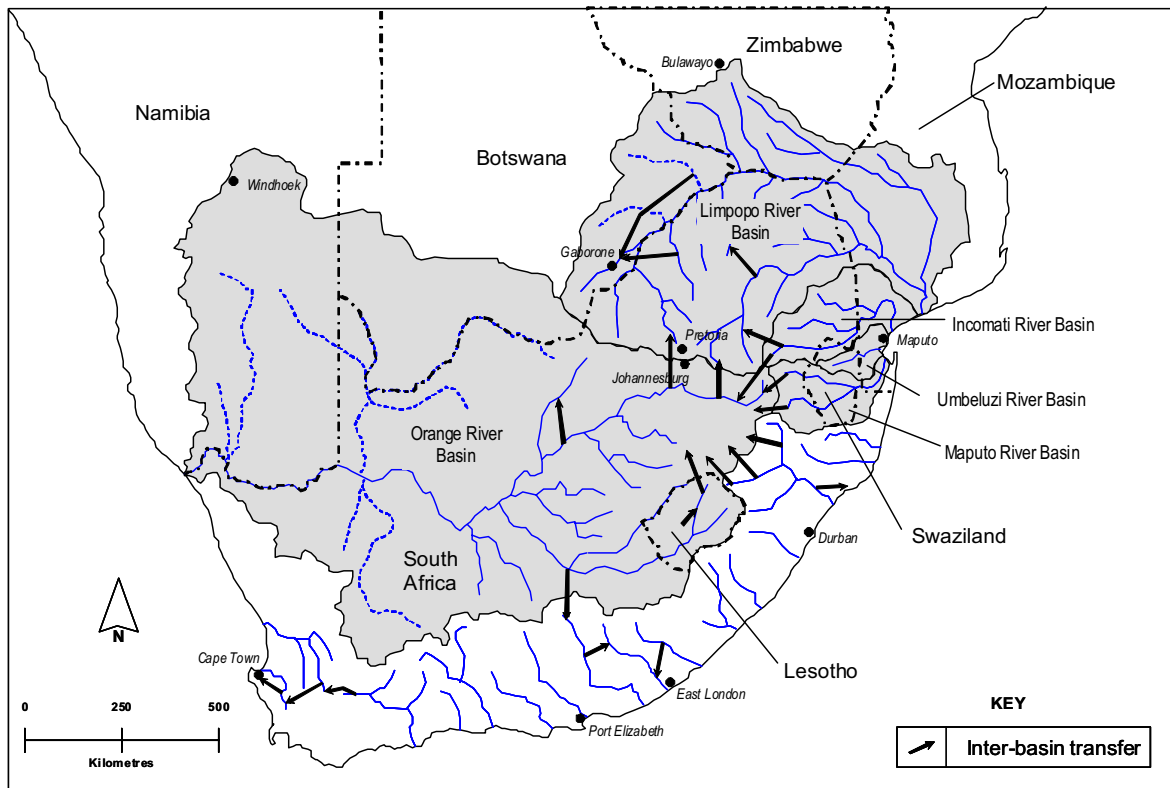 Zimbabwe
Bulawayo
Mozambique
Namibia
Botswana
Windhoek
Limpopo River
Basin
Gaborone
Incomati River Basin
Pretoria
Maputo
Johannesburg
Umbeluzi River Basin
Orange River
Basin
Maputo River Basin
Swaziland
Durban
South
Africa
N
Cape Town
Lesotho
East London
0 250 500
KEY
Port Elizabeth
Inter-basin transfer
Kilometres